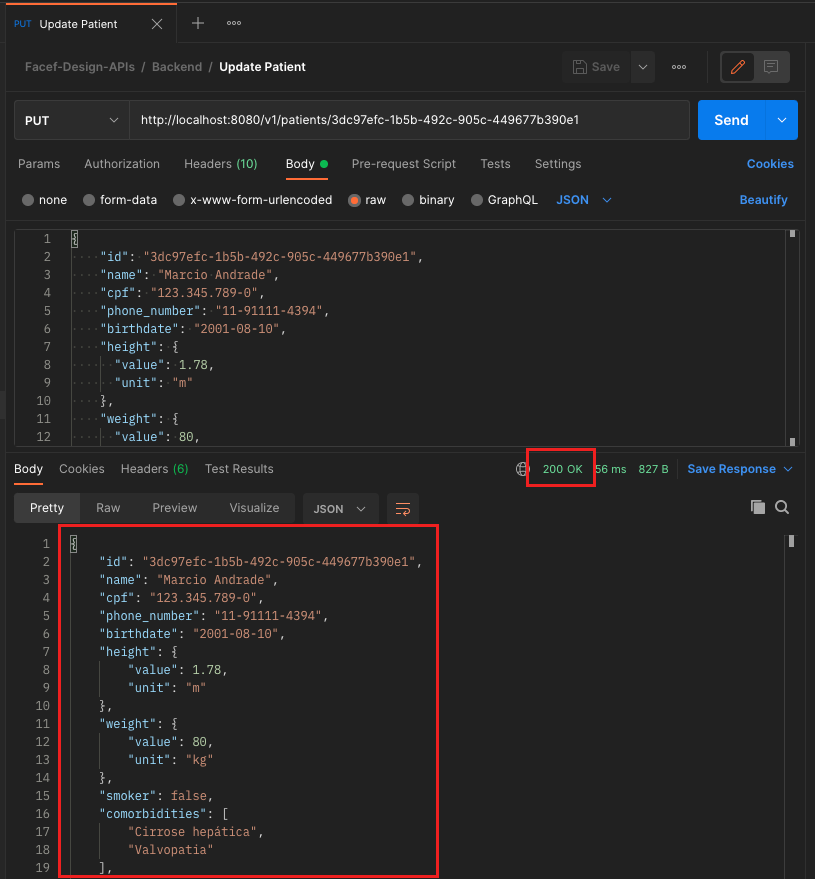 PUT Update Patient
Facef-Design-APIs / Backend / Update Patient Save
PUT http://localhost:8080/v1/patients/3dc97efc-1b5b-492c-905c-449677b390e1 Send
Params Authorization Headers (10) Body Pre-request Script Tests Settings Cookies
none form-data x-www-form-urlencoded raw binary GraphQL JSON Beautify
1 {
2 "id": "3dc97efc-1b5b-492c-905c-449677b390e1",
3 "name": "Marcio Andrade",
4 "cpf": "123.345.789-0",
5 "phone_number": "11-91111-4394",
6 "birthdate": "2001-08-10",
7 "height": {
8 "value": 1.78,
9 "unit": "m"
10 },
11 "weight": {
12 "value": 80,
Body Cookies Headers (6) Test Results 200 OK 56 ms 827 B Save Response
Pretty Raw Preview Visualize JSON
1 {
2 "id": "3dc97efc-1b5b-492c-905c-449677b390e1",
3 "name": "Marcio Andrade",
4 "cpf": "123.345.789-0",
5 "phone_number": "11-91111-4394",
6 "birthdate": "2001-08-10",
7 "height": {
8 "value": 1.78,
9 "unit": "m"
10 },
11 "weight": {
12 "value": 80,
13 "unit": "kg"
14 },
15 "smoker": false,
16 "comorbidities": [
17 "Cirrose hepática",
18 "Valvopatia"
19 ],